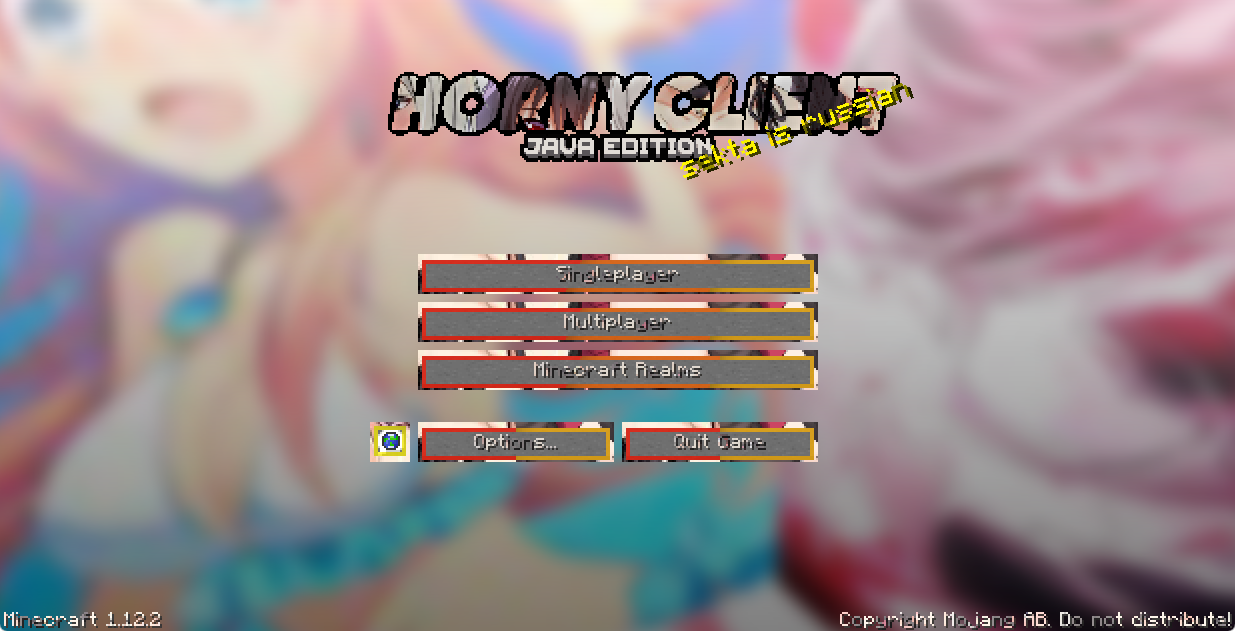 HORNY CLIENT
JAVA EDITION
sekta is russian
Singleplayer
Multiplayer
Minecraft Realms
Options...
Quit Game
Minecraft 1.12.2
Copyright Mojang AB. Do not distribute!